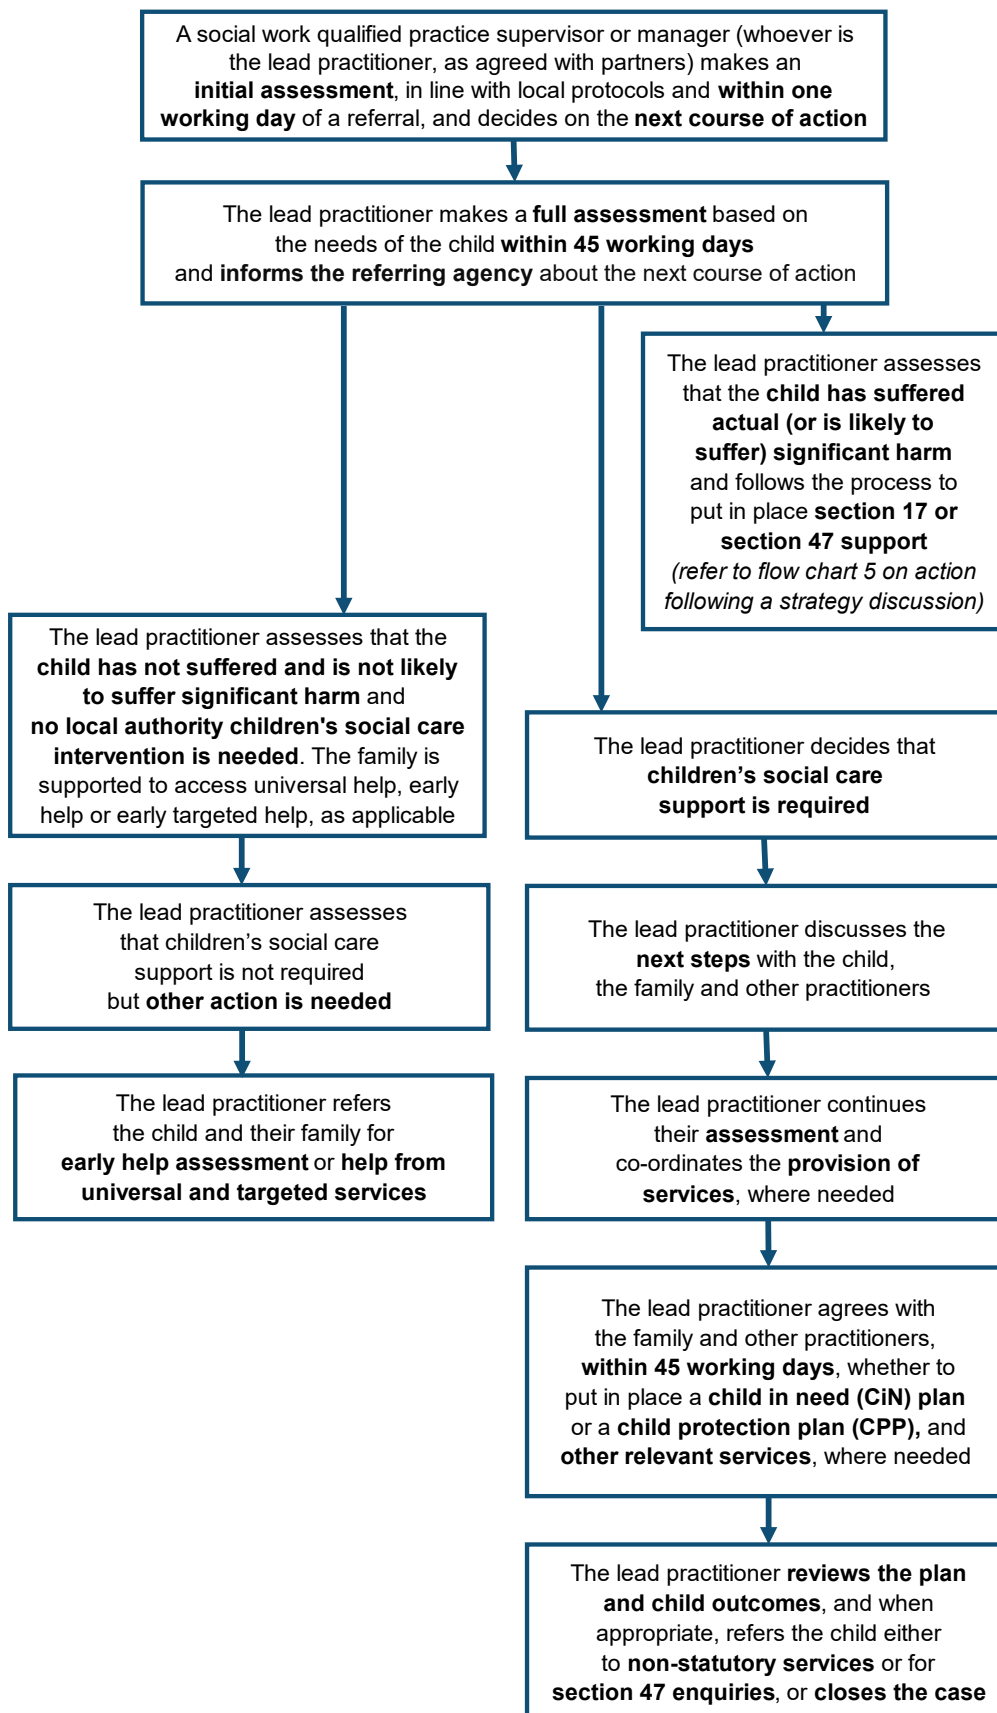 A social work qualified practice supervisor or manager (whoever is
the lead practitioner, as agreed with partners) makes an
initial assessment, in line with local protocols and within one
working day of a referral, and decides on the next course of action
The lead practitioner makes a full assessment based on
the needs of the child within 45 working days
and informs the referring agency about the next course of action
The lead practitioner assesses
that the child has suffered
actual (or is likely to
suffer) significant harm
and follows the process to
put in place section 17 or
section 47 support
(refer to flow chart 5 on action
following a strategy discussion)
The lead practitioner assesses that the
child has not suffered and is not likely
to suffer significant harm and
no local authority children's social care
intervention is needed. The family is
supported to access universal help, early
help or early targeted help, as applicable
The lead practitioner assesses
that children’s social care
support is not required
but other action is needed
The lead practitioner refers
the child and their family for
early help assessment or help from
universal and targeted services
The lead practitioner decides that
children’s social care
support is required
The lead practitioner discusses the
next steps with the child,
the family and other practitioners
The lead practitioner continues
their assessment and
co-ordinates the provision of
services, where needed
The lead practitioner agrees with
the family and other practitioners,
within 45 working days, whether to
put in place a child in need (CiN) plan
or a child protection plan (CPP), and
other relevant services, where needed
The lead practitioner reviews the plan
and child outcomes, and when
appropriate, refers the child either
to non-statutory services or for
section 47 enquiries, or closes the case